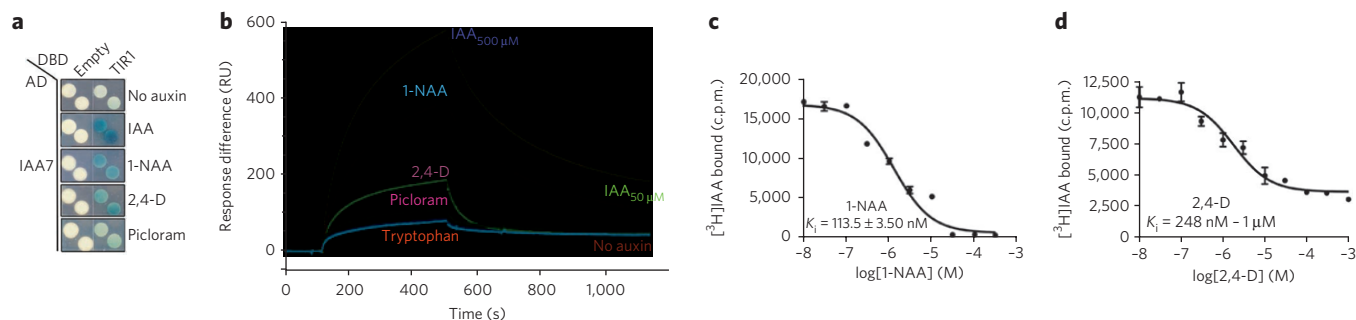 a
DBD
Empty
TIR1
AD
No auxin
IAA
IAA7
1-NAA
2,4-D
Picloram
b
Response difference (RU)
600
400
200
0
0
200
400
600
800
1,000
Time (s)
IAA500 μM
1-NAA
2,4-D
Picloram
Tryptophan
IAA50 μM
No auxin
c
[3H]IAA bound (c.p.m.)
20,000
15,000
10,000
5,000
0
1-NAA
Ki = 113.5 ± 3.50 nM
−8
−7
−6
−5
−4
−3
log[1-NAA] (M)
d
[3H]IAA bound (c.p.m.)
12,500
10,000
7,500
5,000
2,500
0
2,4-D
Ki = 248 nM – 1 μM
−8
−7
−6
−5
−4
−3
log[2,4-D] (M)